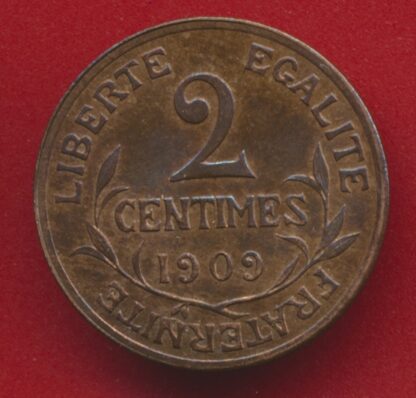 LIBERTE EGALITE
2
CENTIMES
1909
FRATERNITE